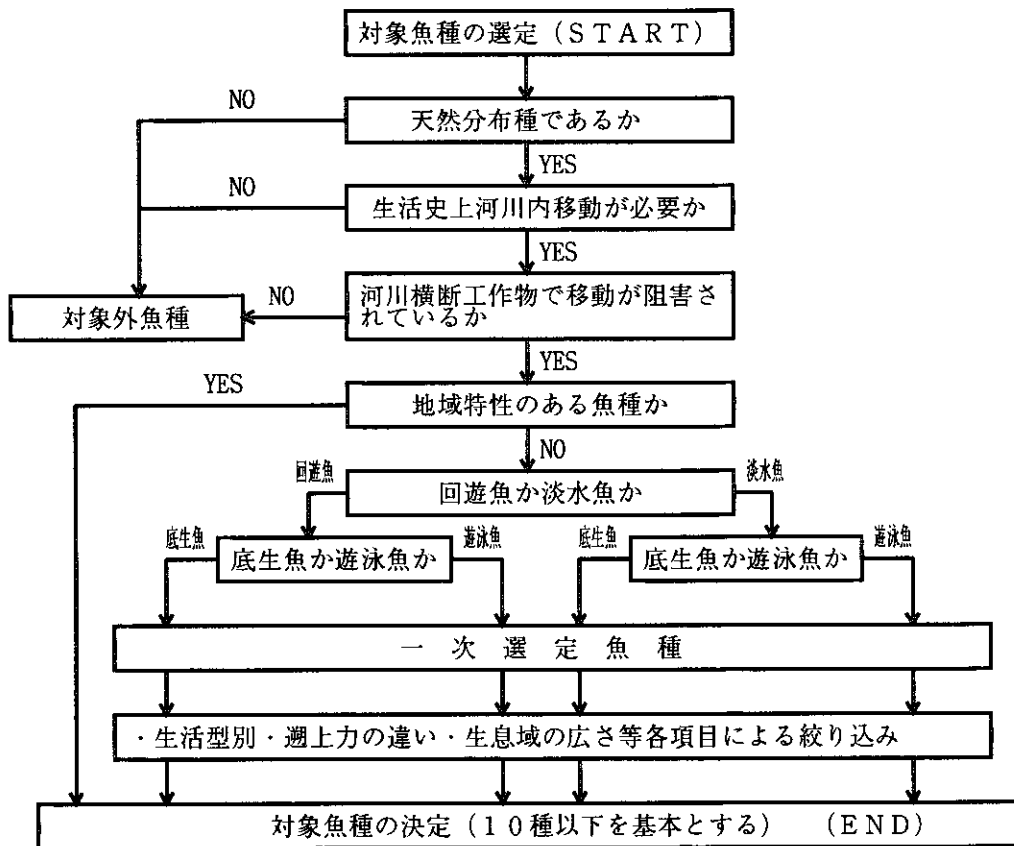 対象魚種の選定（ＳＴＡＲＴ）
NO
天然分布種であるか
YES
NO
生活史上河川内移動が必要か
YES
NO
河川横断工作物で移動が阻害さ
れているか
対象外魚種
YES
YES
地域特性のある魚種か
NO
回遊魚
淡水魚
回遊魚か淡水魚か
底生魚
遊泳魚
底生魚
遊泳魚
底生魚か遊泳魚か
底生魚か遊泳魚か
一次選定魚種
・生活型別・遡上力の違い・生息域の広さ等各項目による絞り込み
対象魚種の決定（１０種以下を基本とする）　（ＥＮＤ）